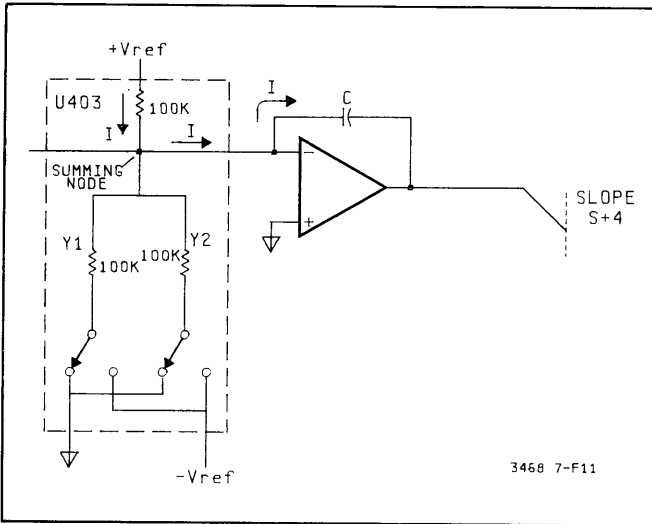 +Vref
U403
100K
I
I
I
C
SUMMING
NODE
−
+
SLOPE
S+4
Y1
Y2
100K
100K
-Vref
3468 7-F11